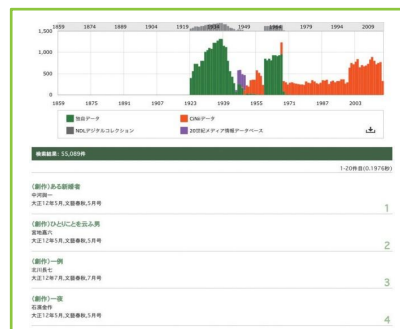 1859 1874 1889 1904 1919 1934 1949 1964 1979 1994 2009
1,500
1,000
500
0
1859 1875 1891 1907 1923 1939 1955 1971 1987 2003
独自データ
CiNiiデータ
NDLデジタルコレクション
20世紀メディア情報データベース
検索結果: 55,089件
1-20件目(0.1976秒)
(創作)ある新婚者
中河與一
大正12年5月,文藝春秋,5月号
1
(創作)ひとりごとを云ふ男
宮地嘉六
大正12年5月,文藝春秋,5月号
2
(創作)一例
北川長七
大正12年7月,文藝春秋,7月号
3
(創作)一夜
石濱金作
大正12年5月,文藝春秋,5月号
4